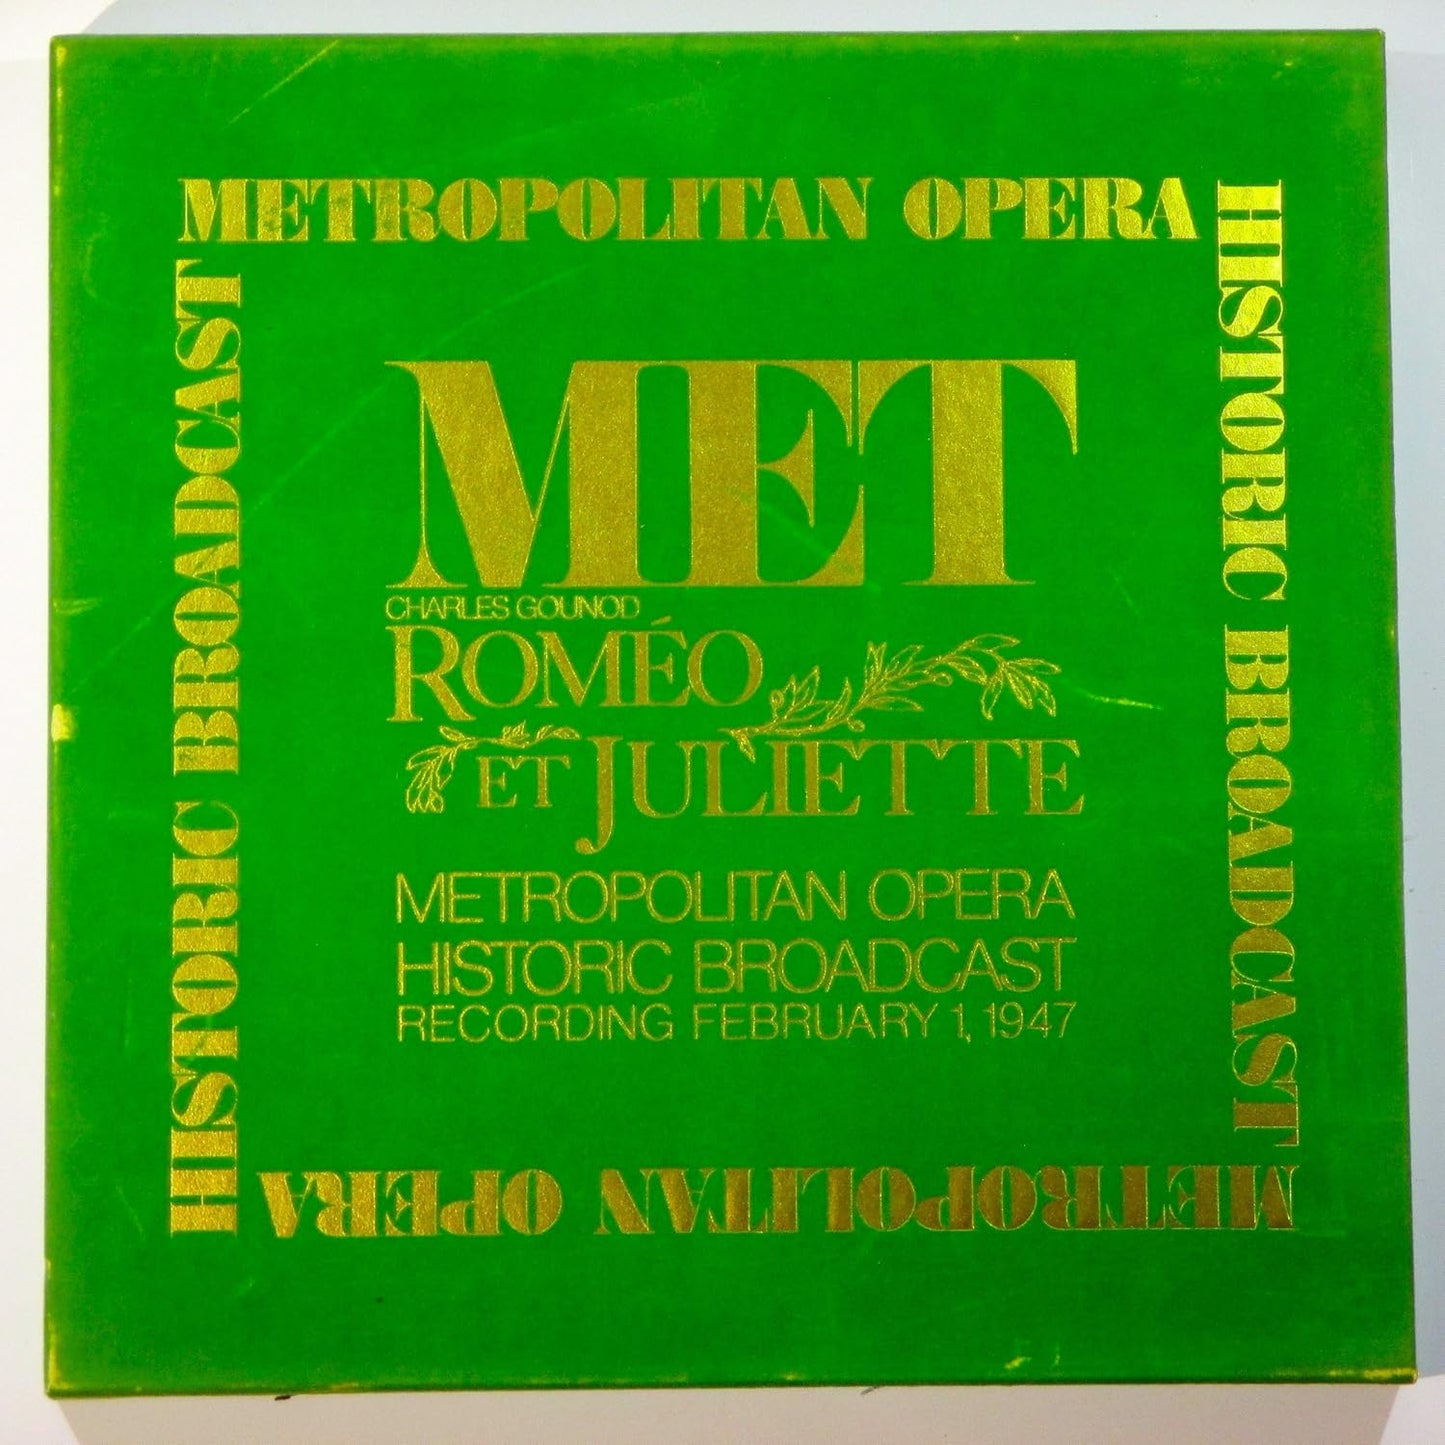 METROPOLITAN OPERA
HISTORIC BROADCAST
METROPOLITAN OPERA
HISTORIC BROADCAST
MET
CHARLES GOUNOD
ROMÉO
ET JULIETTE
METROPOLITAN OPERA
HISTORIC BROADCAST
RECORDING FEBRUARY 1, 1947